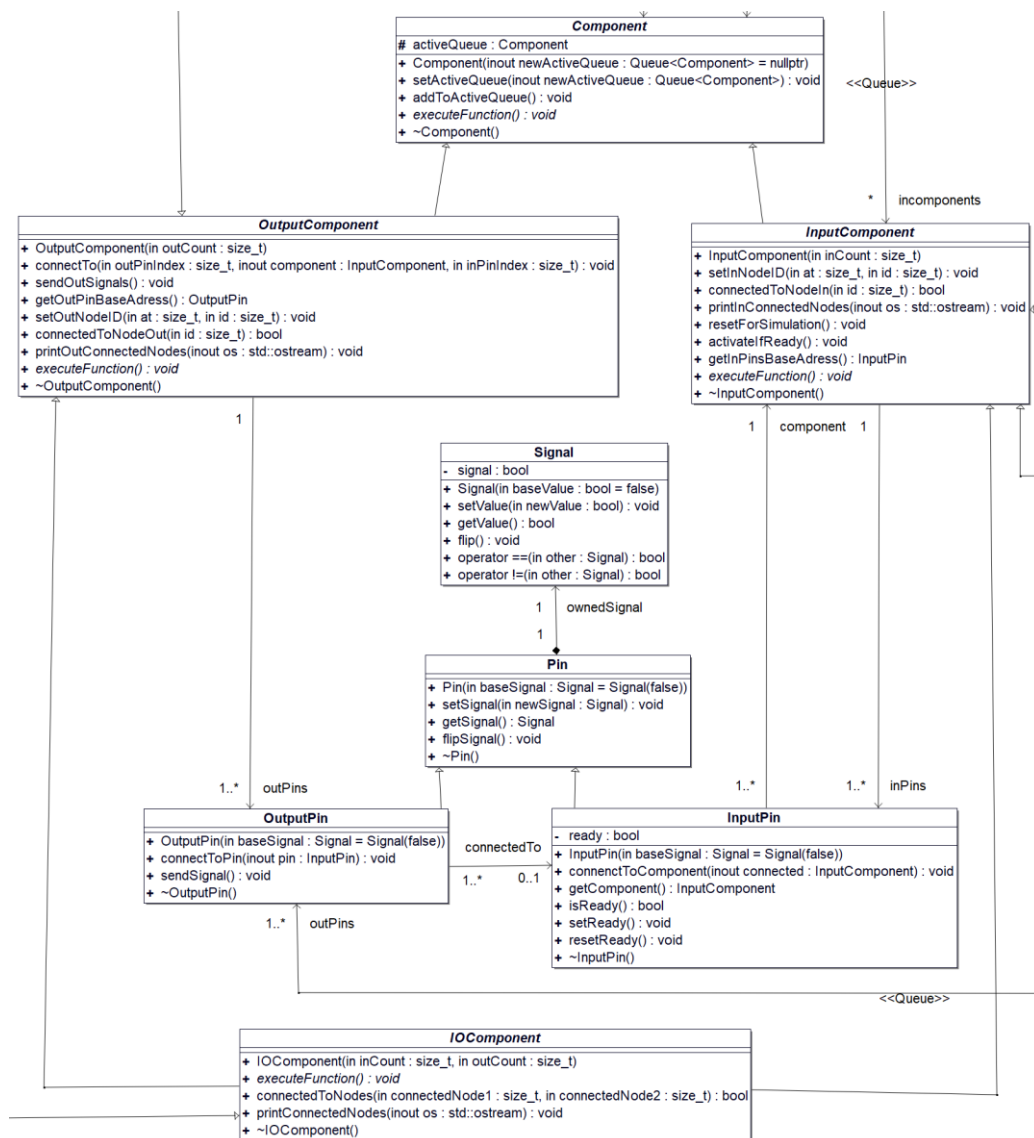 Component
# activeQueue : Component
+ Component(inout newActiveQueue : Queue<Component> = nullptr)
+ setActiveQueue(inout newActiveQueue : Queue<Component>) : void
+ addToActiveQueue() : void
+ executeFunction() : void
+ ~Component()
<<Queue>>
* incomponents
OutputComponent
+ OutputComponent(in outCount : size_t)
+ connectTo(in outPinIndex : size_t, inout component : InputComponent, in inPinIndex : size_t) : void
+ sendOutSignals() : void
+ getOutPinBaseAdress() : OutputPin
+ setOutNodeID(in at : size_t, in id : size_t) : void
+ connectedToNodeOut(in id : size_t) : bool
+ printOutConnectedNodes(inout os : std::ostream) : void
+ executeFunction() : void
+ ~OutputComponent()
InputComponent
+ InputComponent(in inCount : size_t)
+ setInNodeID(in at : size_t, in id : size_t) : void
+ connectedToNodeIn(in id : size_t) : bool
+ printInConnectedNodes(inout os : std::ostream) : void
+ resetForSimulation() : void
+ activateIfReady() : void
+ getInPinsBaseAdress() : InputPin
+ executeFunction() : void
+ ~InputComponent()
1
1 component 1
Signal
- signal : bool
+ Signal(in baseValue : bool = false)
+ setValue(in newValue : bool) : void
+ getValue() : bool
+ flip() : void
+ operator ==(in other : Signal) : bool
+ operator !=(in other : Signal) : bool
1 ownedSignal
1
Pin
+ Pin(in baseSignal : Signal = Signal(false))
+ setSignal(in newSignal : Signal) : void
+ getSignal() : Signal
+ flipSignal() : void
+ ~Pin()
1..* outPins
1..* 1..* inPins
OutputPin
+ OutputPin(in baseSignal : Signal = Signal(false))
+ connectToPin(inout pin : InputPin) : void
+ sendSignal() : void
+ ~OutputPin()
connectedTo
1..* 0..1
InputPin
- ready : bool
+ InputPin(in baseSignal : Signal = Signal(false))
+ connenctToComponent(inout connected : InputComponent) : void
+ getComponent() : InputComponent
+ isReady() : bool
+ setReady() : void
+ resetReady() : void
+ ~InputPin()
1..* outPins
<<Queue>>
IOComponent
+ IOComponent(in inCount : size_t, in outCount : size_t)
+ executeFunction() : void
+ connectedToNodes(in connectedNode1 : size_t, in connectedNode2 : size_t) : bool
+ printConnectedNodes(inout os : std::ostream) : void
+ ~IOComponent()